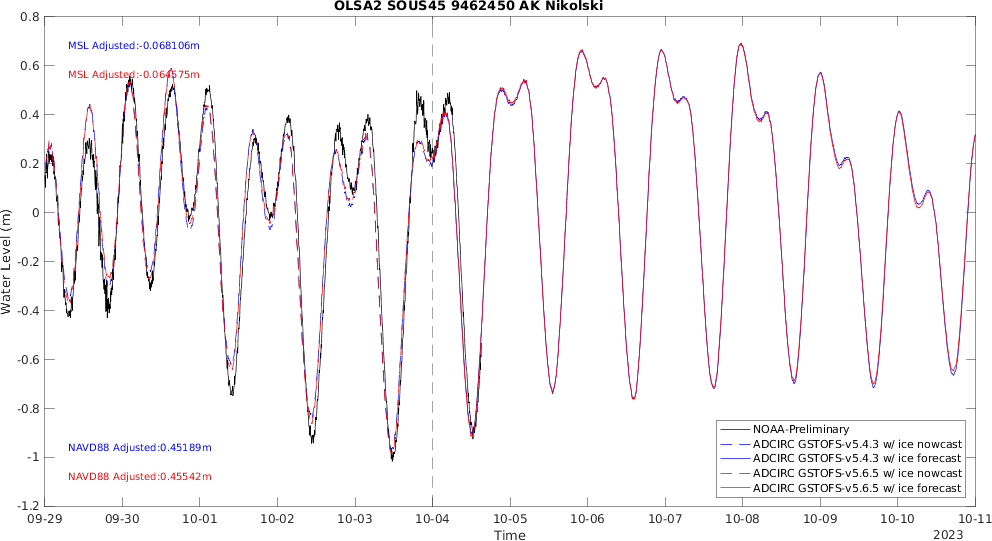 OLSA2 SOUS45 9462450 AK Nikolski
MSL Adjusted:-0.068106m
MSL Adjusted:-0.064575m
NAVD88 Adjusted:0.45189m
NAVD88 Adjusted:0.45542m
Water Level (m)
0.8
0.6
0.4
0.2
0
-0.2
-0.4
-0.6
-0.8
-1
-1.2
NOAA-Preliminary
ADCIRC GSTOFS-v5.4.3 w/ ice nowcast
ADCIRC GSTOFS-v5.4.3 w/ ice forecast
ADCIRC GSTOFS-v5.6.5 w/ ice nowcast
ADCIRC GSTOFS-v5.6.5 w/ ice forecast
09-29 09-30 10-01 10-02 10-03 10-04 10-05 10-06 10-07 10-08 10-09 10-10 10-11
Time
2023